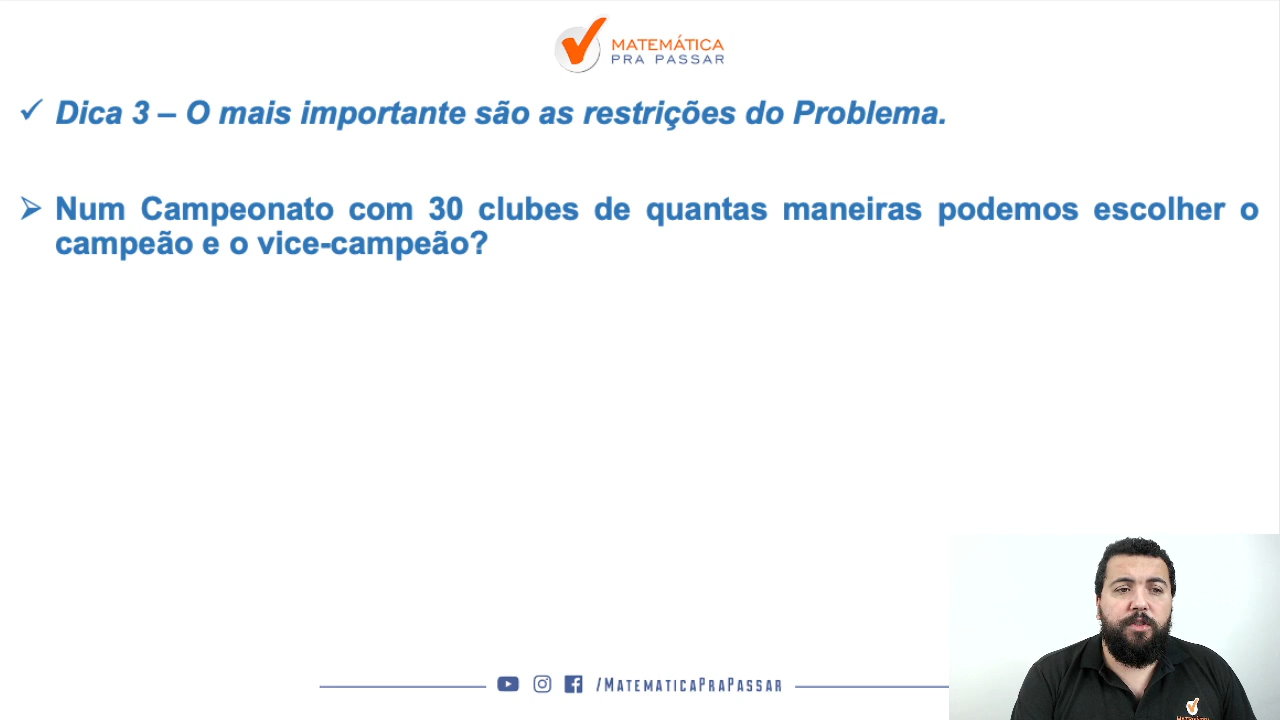 MATEMÁTICA
PRA PASSAR
Dica 3 – O mais importante são as restrições do Problema.
Num Campeonato com 30 clubes de quantas maneiras podemos escolher o
campeão e o vice-campeão?
/MATEMATICAPRAPASSAR